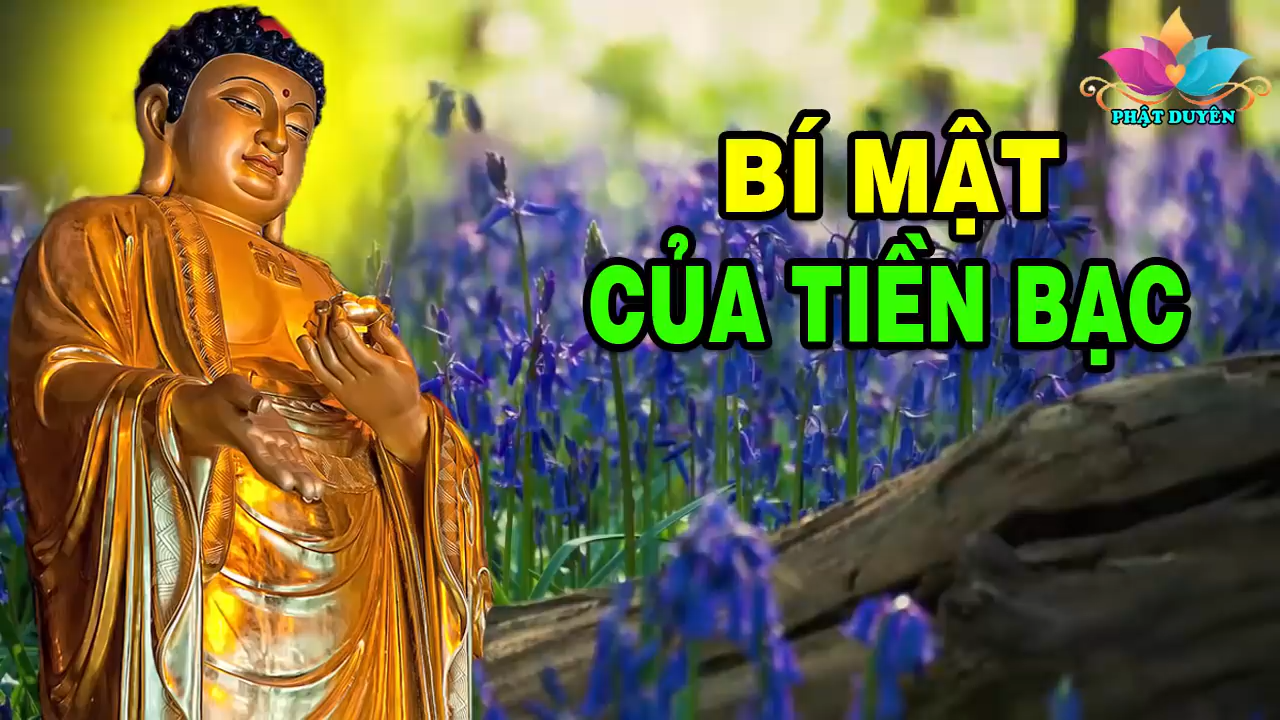 PHẬT DUYÊN
BÍ MẬT
CỦA TIỀN BẠC